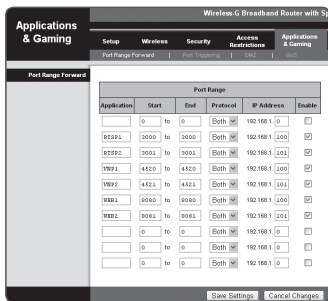 Wireless-G Broadband Router with Sp
Applications & Gaming
Setup Wireless Security Access Restrictions Applications & Gaming
Port Range Forward | Port Triggering | DMZ | QoS
Port Range Forward
Port Range
Application Start End Protocol IP Address Enable
0 to 0 Both 192.168.1. 0
RTSP1 3000 to 3000 Both 192.168.1. 100
RTSP2 3001 to 3001 Both 192.168.1. 101
VNP1 4520 to 4520 Both 192.168.1. 100
VNP2 4521 to 4521 Both 192.168.1. 101
WEB1 8080 to 8080 Both 192.168.1. 100
WEB2 8081 to 8081 Both 192.168.1. 101
0 to 0 Both 192.168.1. 0
0 to 0 Both 192.168.1. 0
0 to 0 Both 192.168.1. 0
Save Settings Cancel Changes